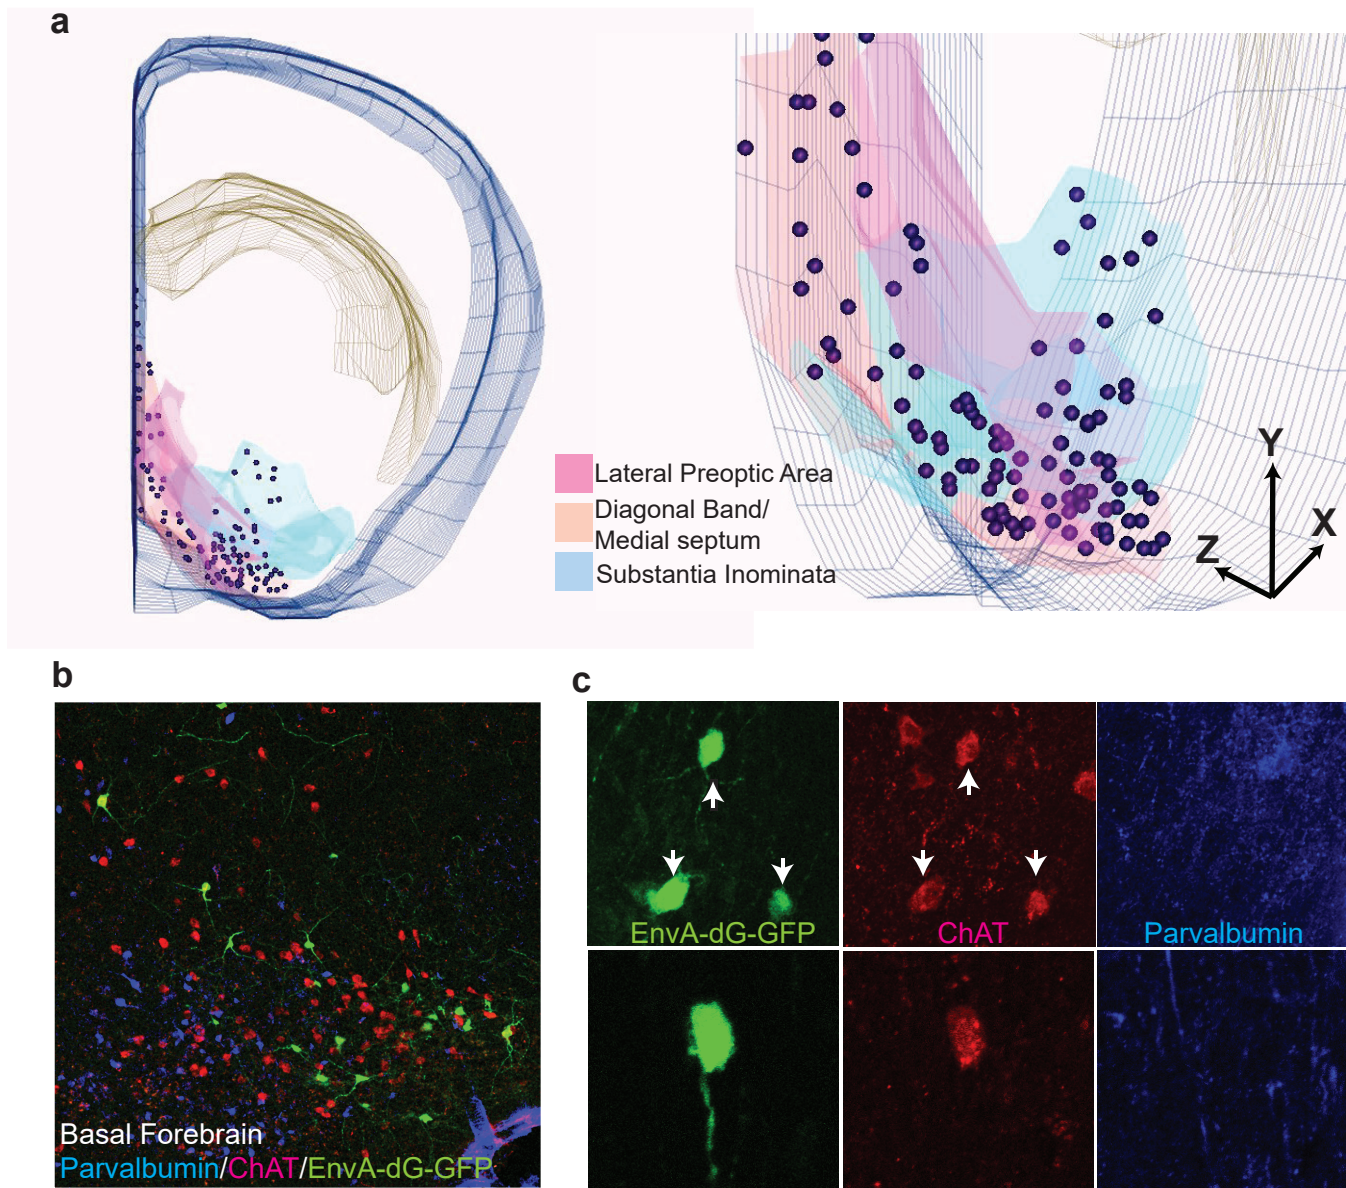 a
Lateral Preoptic Area
Diagonal Band/
Medial septum
Substantia Inominata
Y
X
Z
b
Basal Forebrain
Parvalbumin/ChAT/EnvA-dG-GFP
c
EnvA-dG-GFP
ChAT
Parvalbumin